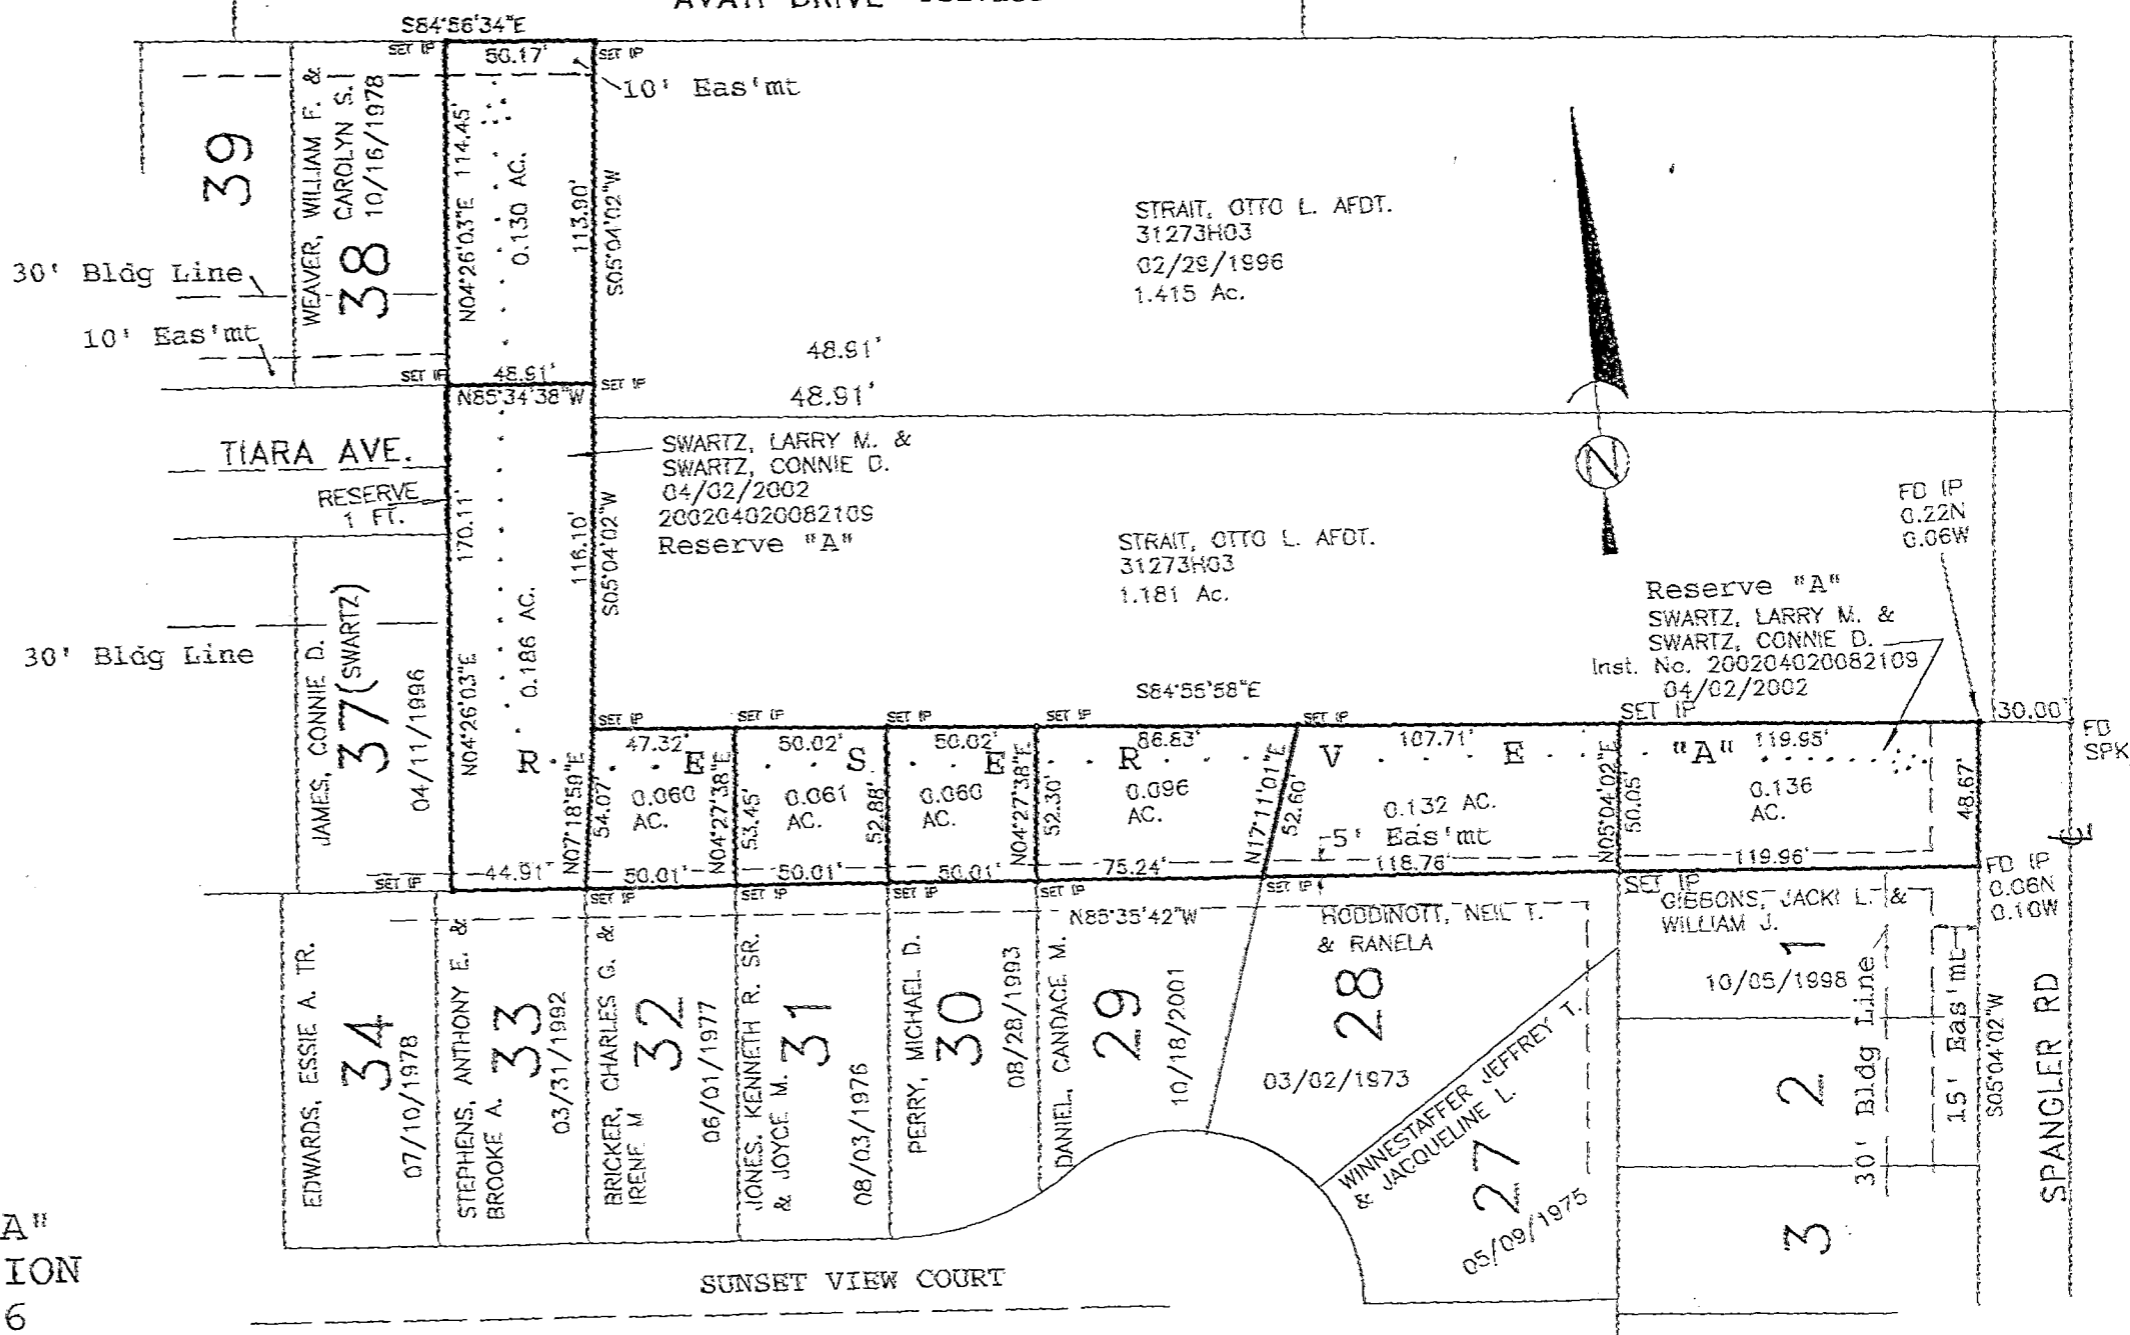 S84°56'34"E
SET IP
50.17'
SET IP
10' Eas'mt
39
WEAVER, WILLIAM F. &
CAROLYN S.
10/16/1978
38
N04°26'03"E 114.45'
0.130 AC.
113.90'
S05°04'02"W
30' Bldg Line
10' Eas'mt
STRAIT, OTTO L. AFDT.
31273H03
02/29/1996
1.415 Ac.
48.91'
48.91'
SET IP
48.91'
SET IP
N85°34'38"W
TIARA AVE.
RESERVE
1 FT.
170.11'
N04°26'03"E
0.186 AC.
116.10'
S05°04'02"W
SWARTZ, LARRY M. &
SWARTZ, CONNIE D.
04/02/2002
200204020082109
Reserve "A"
STRAIT, OTTO L. AFDT.
31273H03
1.181 Ac.
N
FD IP
0.22N
0.06W
Reserve "A"
SWARTZ, LARRY M. &
SWARTZ, CONNIE D.
Inst. No. 200204020082109
04/02/2002
30' Bldg Line
JAMES, CONNIE D.
37 (SWARTZ)
04/11/1996
S84°55'58"E
SET IP
SET IP
SET IP
SET IP
SET IP
SET IP
30.00'
FD
SPK
47.32'
50.02'
50.02'
86.83'
107.71'
119.95'
R E S E R V E "A"
N07°18'59"E
54.07'
0.060
AC.
N04°27'38"E
53.45'
0.061
AC.
52.88'
0.060
AC.
N04°27'38"E
52.30'
0.096
AC.
N17°11'01"E
52.60'
0.132 AC.
5' Eas'mt
N05°04'02"E
50.05'
0.136
AC.
48.67'
44.91'
50.01'
50.01'
50.01'
75.24'
118.76'
119.96'
SET IP
SET IP
SET IP
SET IP
SET IP
SET IP
SET IP
FD IP
0.06N
0.10W
N85°35'42"W
EDWARDS, ESSIE A. TR.
34
07/10/1978
STEPHENS, ANTHONY E. &
BROOKE A.
33
03/31/1992
BRICKER, CHARLES G. &
IRENE M
32
06/01/1977
JONES, KENNETH R. SR.
& JOYCE M.
31
08/03/1976
PERRY, MICHAEL D.
30
08/28/1993
DANIEL, CANDACE M.
29
10/18/2001
HODDINOTT, NEIL T.
& RANELA
28
03/02/1973
WINNESTAFFER JEFFREY T.
& JACQUELINE L.
27
05/09/1975
GIBBONS, JACKI L. &
WILLIAM J.
1
10/05/1998
2
3
30' Bldg Line
15' Eas'mt
S05°04'02"W
SPANGLER RD
SUNSET VIEW COURT
A"
ION
6